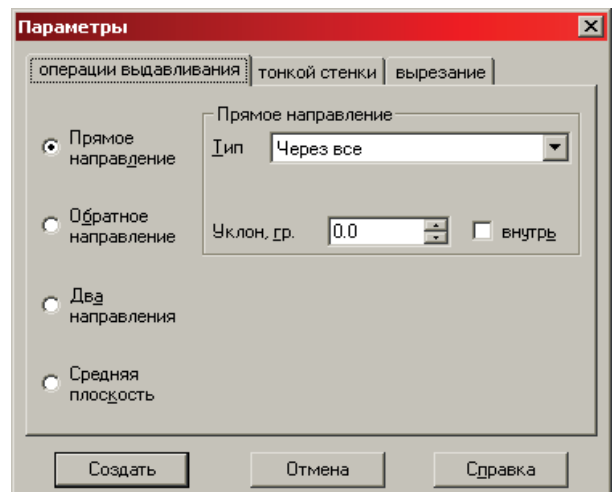 Параметры
операции выдавливания тонкой стенки вырезание
Прямое направление
Прямое
направление
Тип Через все
Обратное
направление
Уклон, гр. 0.0 внутрь
Два
направления
Средняя
плоскость
Создать Отмена Справка